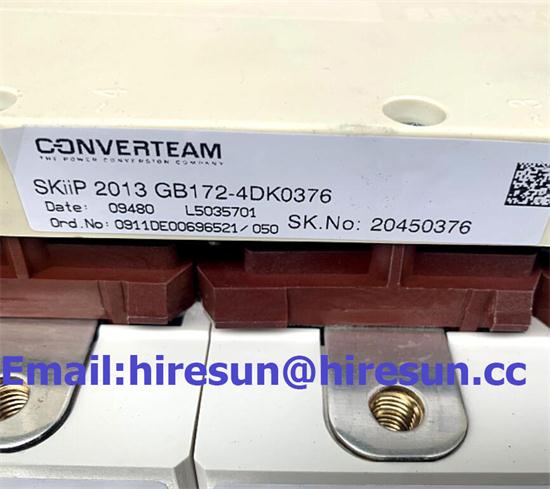 CONVERTEAM
THE POWER CONVERSION COMPANY
SKiiP 2013 GB172-4DK0376
Date: 09480 L5035701
Ord.No: 0911DE00696521/050 SK.No: 20450376
Email:hiresun@hiresun.cc